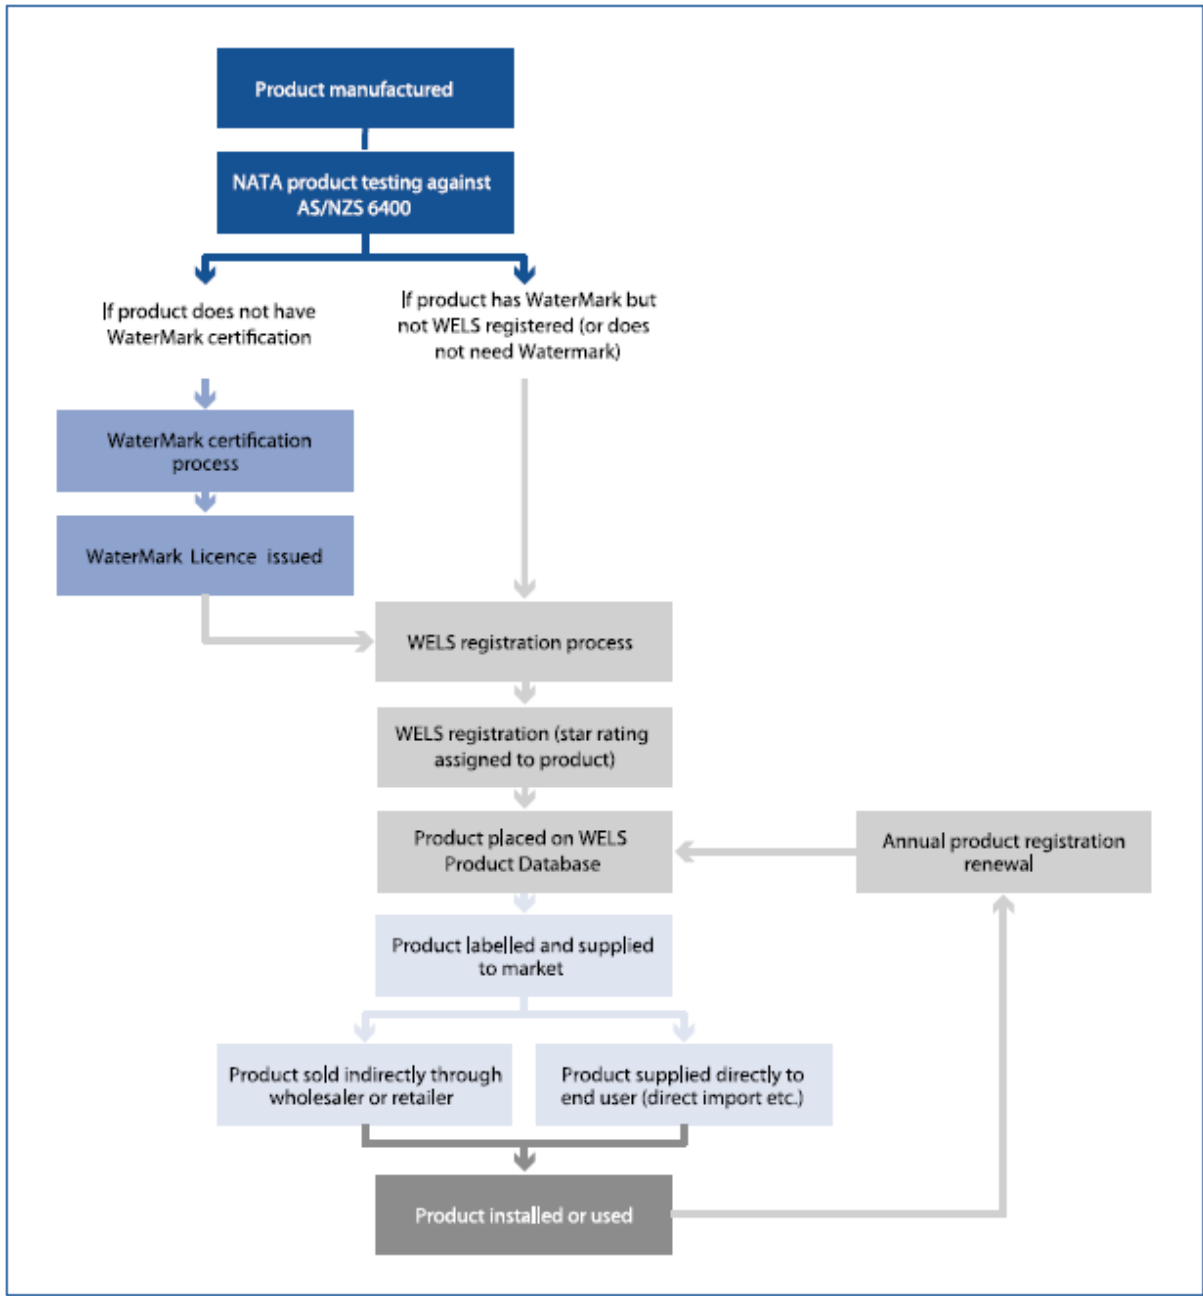 Product manufactured
NATA product testing against
AS/NZS 6400
If product does not have
WaterMark certification
If product has WaterMark but
not WELS registered (or does
not need Watermark)
WaterMark certification
process
WaterMark Licence issued
WELS registration process
WELS registration (star rating
assigned to product)
Product placed on WELS
Product Database
Annual product registration
renewal
Product labelled and supplied
to market
Product sold indirectly through
wholesaler or retailer
Product supplied directly to
end user (direct import etc.)
Product installed or used